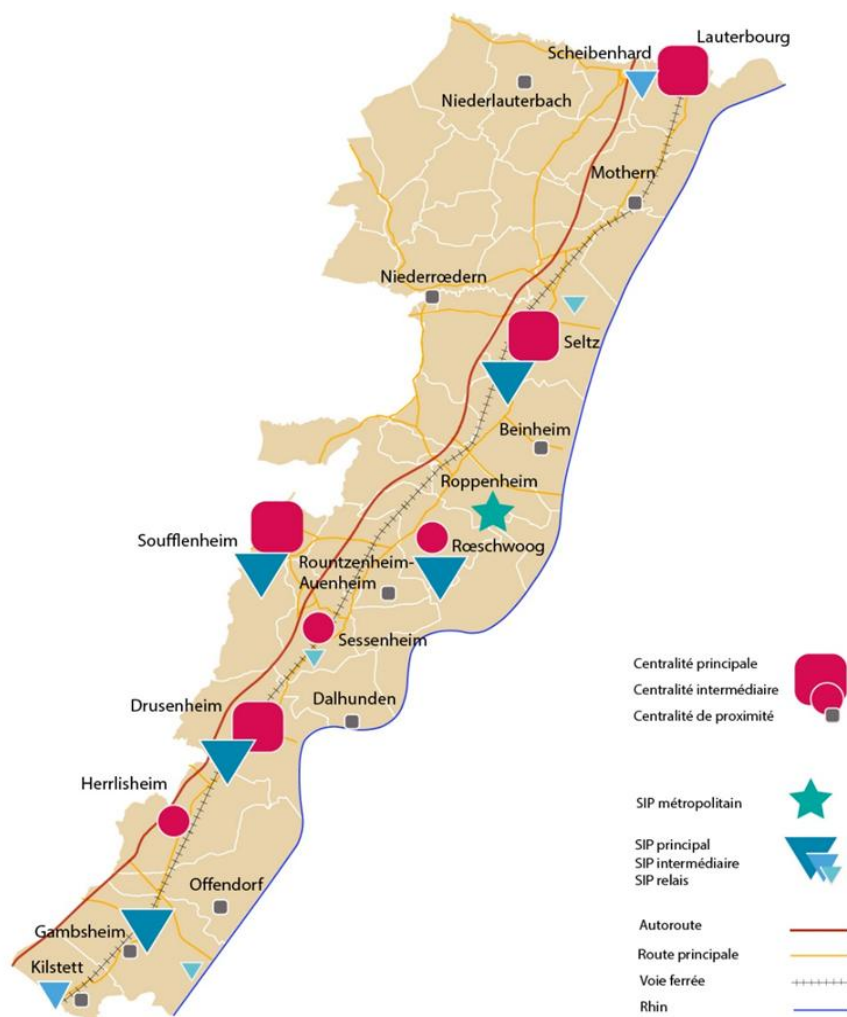 Lauterbourg
Scheibenhard
Niederlauterbach
Mothern
Niederrœdern
Seltz
Beinheim
Roppenheim
Soufflenheim
Rœschwoog
Rountzenheim-
Auenheim
Sessenheim
Drusenheim
Dalhunden
Herrlisheim
Offendorf
Gambsheim
Kilstett
Centralité principale
Centralité intermédiaire
Centralité de proximité
SIP métropolitain
SIP principal
SIP intermédiaire
SIP relais
Autoroute
Route principale
Voie ferrée
Rhin